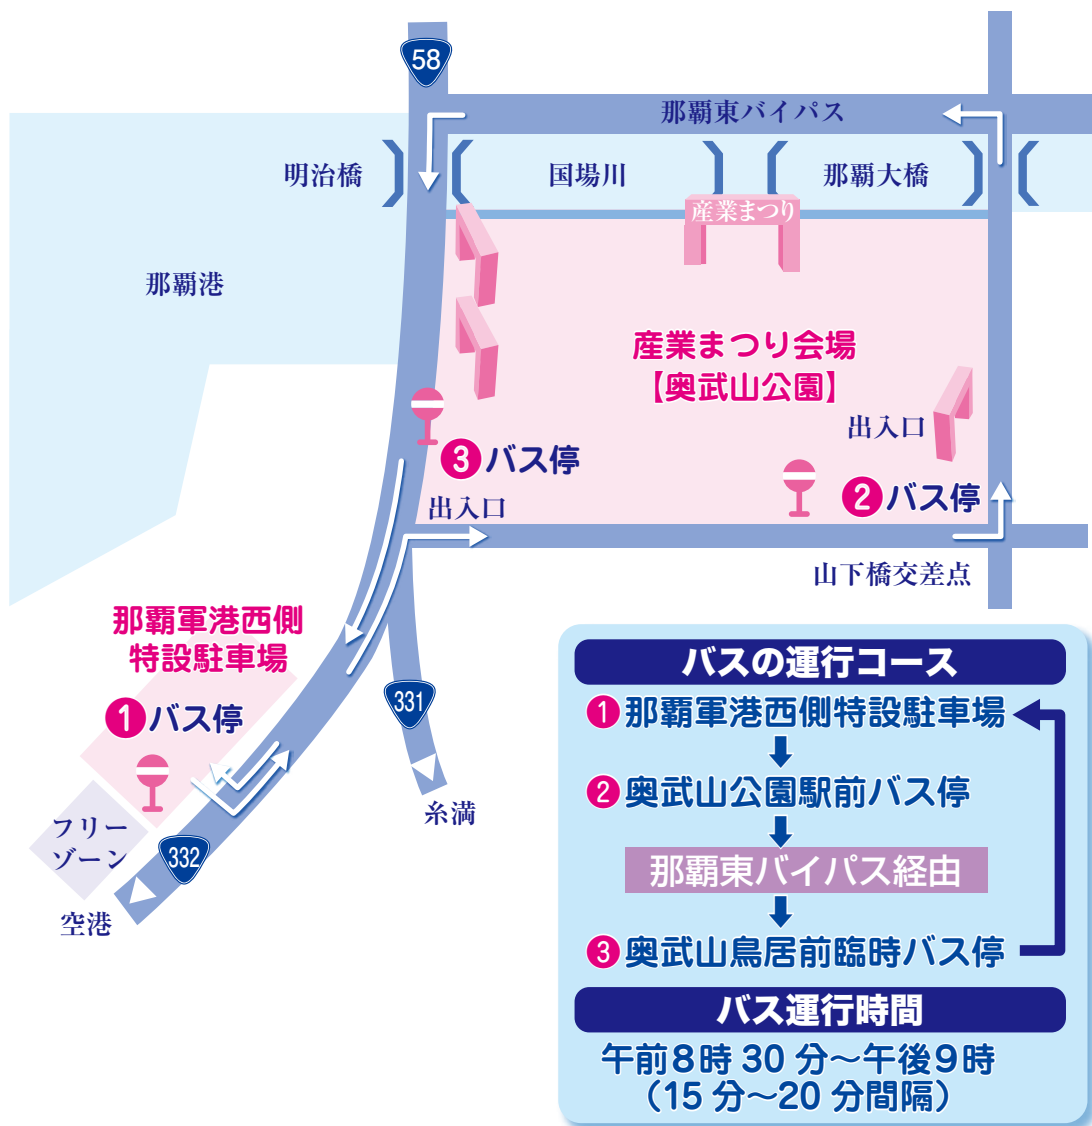 58
那覇東バイパス
明治橋
国場川
那覇大橋
産業まつり
那覇港
産業まつり会場
【奥武山公園】
出入口
3 バス停
2 バス停
出入口
山下橋交差点
那覇軍港西側
特設駐車場
1 バス停
331
糸満
フリー
ゾーン
332
空港
バスの運行コース
1 那覇軍港西側特設駐車場
2 奥武山公園駅前バス停
那覇東バイパス経由
3 奥武山鳥居前臨時バス停
バス運行時間
午前8時30分〜午後9時
（15分〜20分間隔）